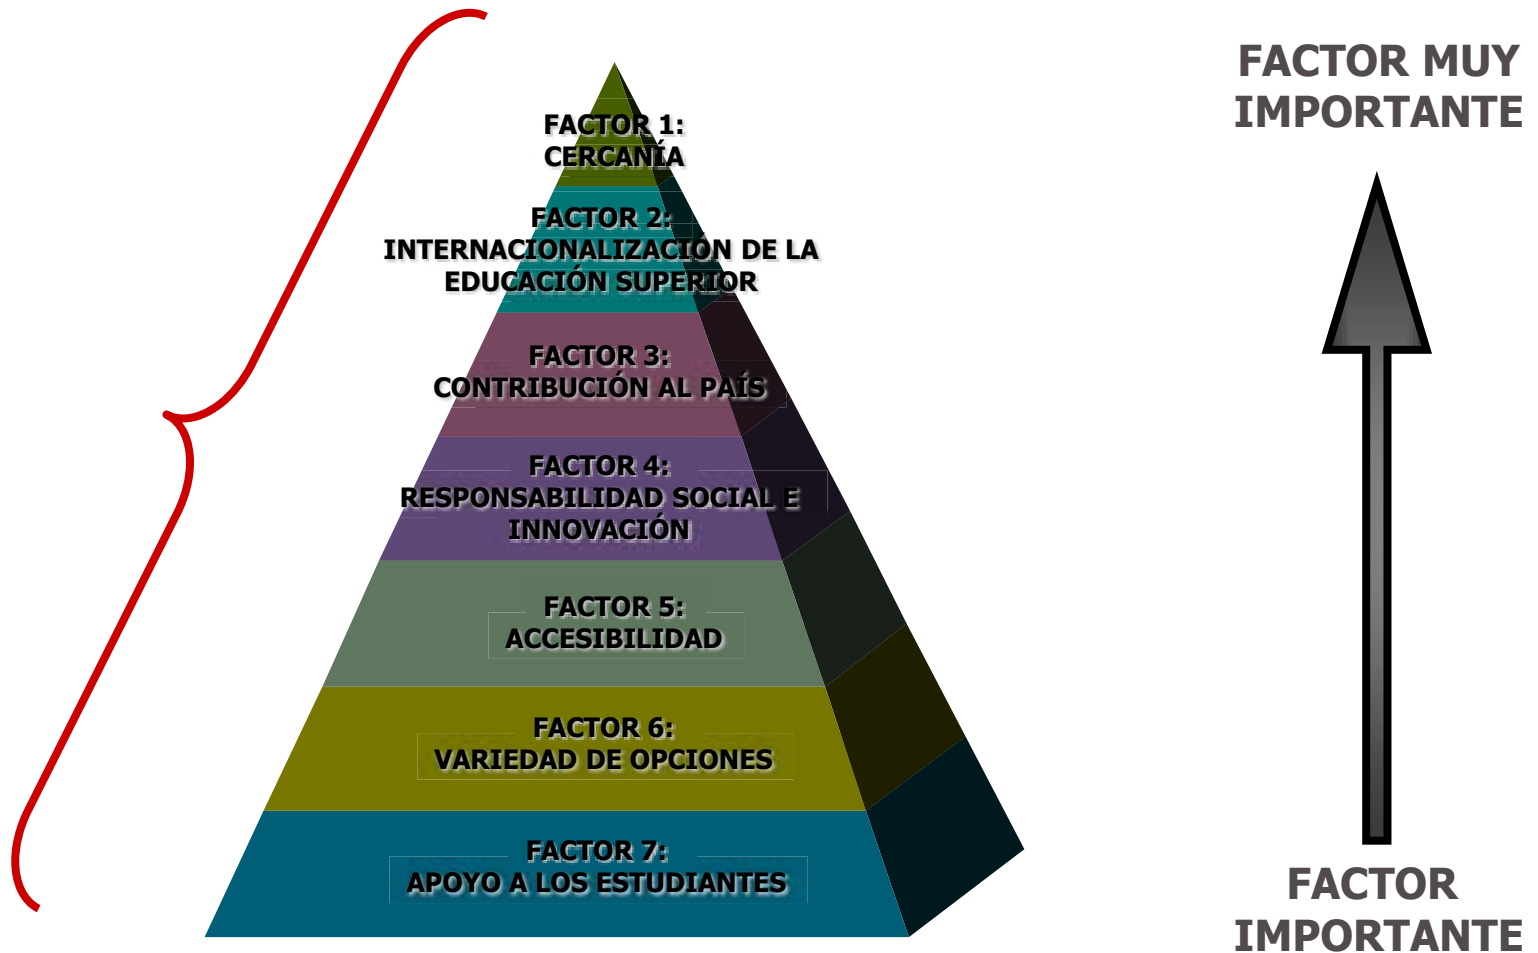 FACTOR MUY
IMPORTANTE
FACTOR 1:
CERCANÍA
FACTOR 2:
INTERNACIONALIZACIÓN DE LA
EDUCACIÓN SUPERIOR
FACTOR 3:
CONTRIBUCIÓN AL PAÍS
FACTOR 4:
RESPONSABILIDAD SOCIAL E
INNOVACIÓN
FACTOR 5:
ACCESIBILIDAD
FACTOR 6:
VARIEDAD DE OPCIONES
FACTOR 7:
APOYO A LOS ESTUDIANTES
FACTOR
IMPORTANTE